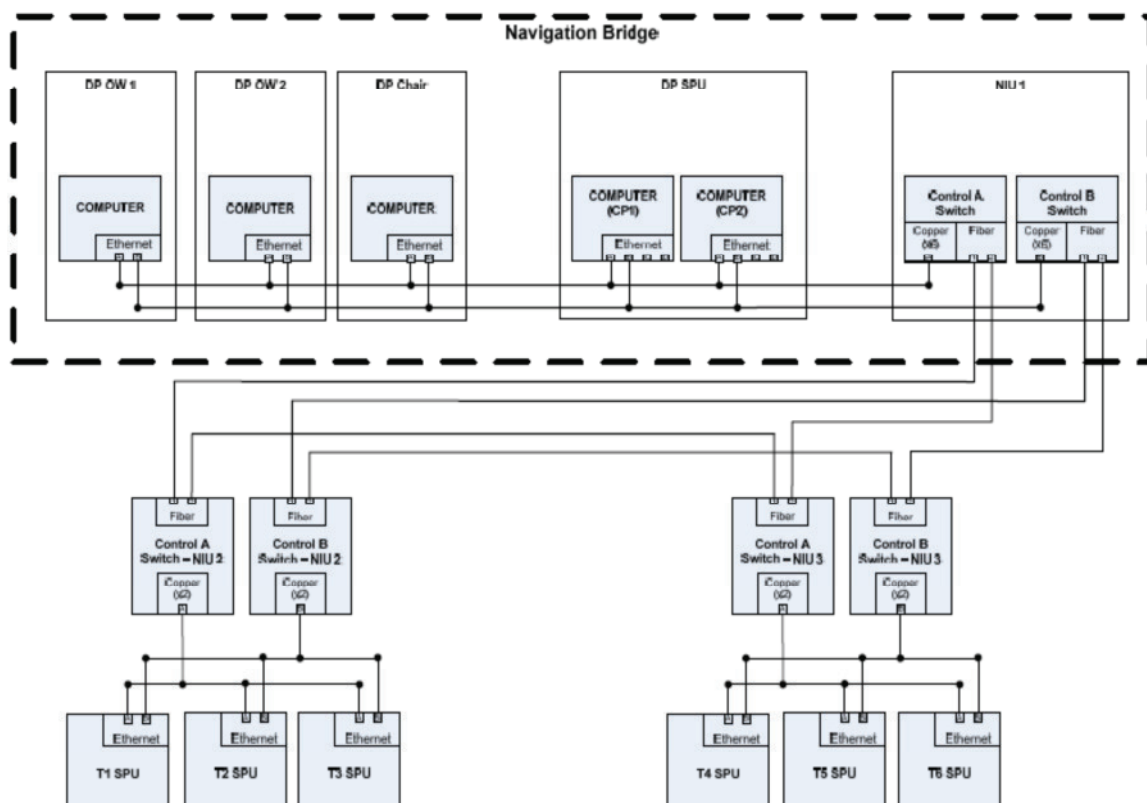 Navigation Bridge
DP OW 1
DP OW 2
DP Chair
DP SPU
NIU 1
COMPUTER
Ethernet
A
B
COMPUTER
Ethernet
COMPUTER
Ethernet
COMPUTER
(CP1)
Ethernet
COMPUTER
(CP2)
Ethernet
Control A
Switch
Copper
Fiber
1
2
Control B
Switch
Copper
Fiber
1
2
Fiber
Control A
Switch – NIU 2
Copper
(x2)
A
Fiber
Control B
Switch – NIU 2
Copper
(x2)
B
Fiber
Control A
Switch – NIU 3
Copper
(x2)
A
Fiber
Control B
Switch – NIU 3
Copper
(x2)
B
Ethernet
T1 SPU
Ethernet
T2 SPU
Ethernet
T3 SPU
Ethernet
T4 SPU
Ethernet
T5 SPU
Ethernet
T6 SPU